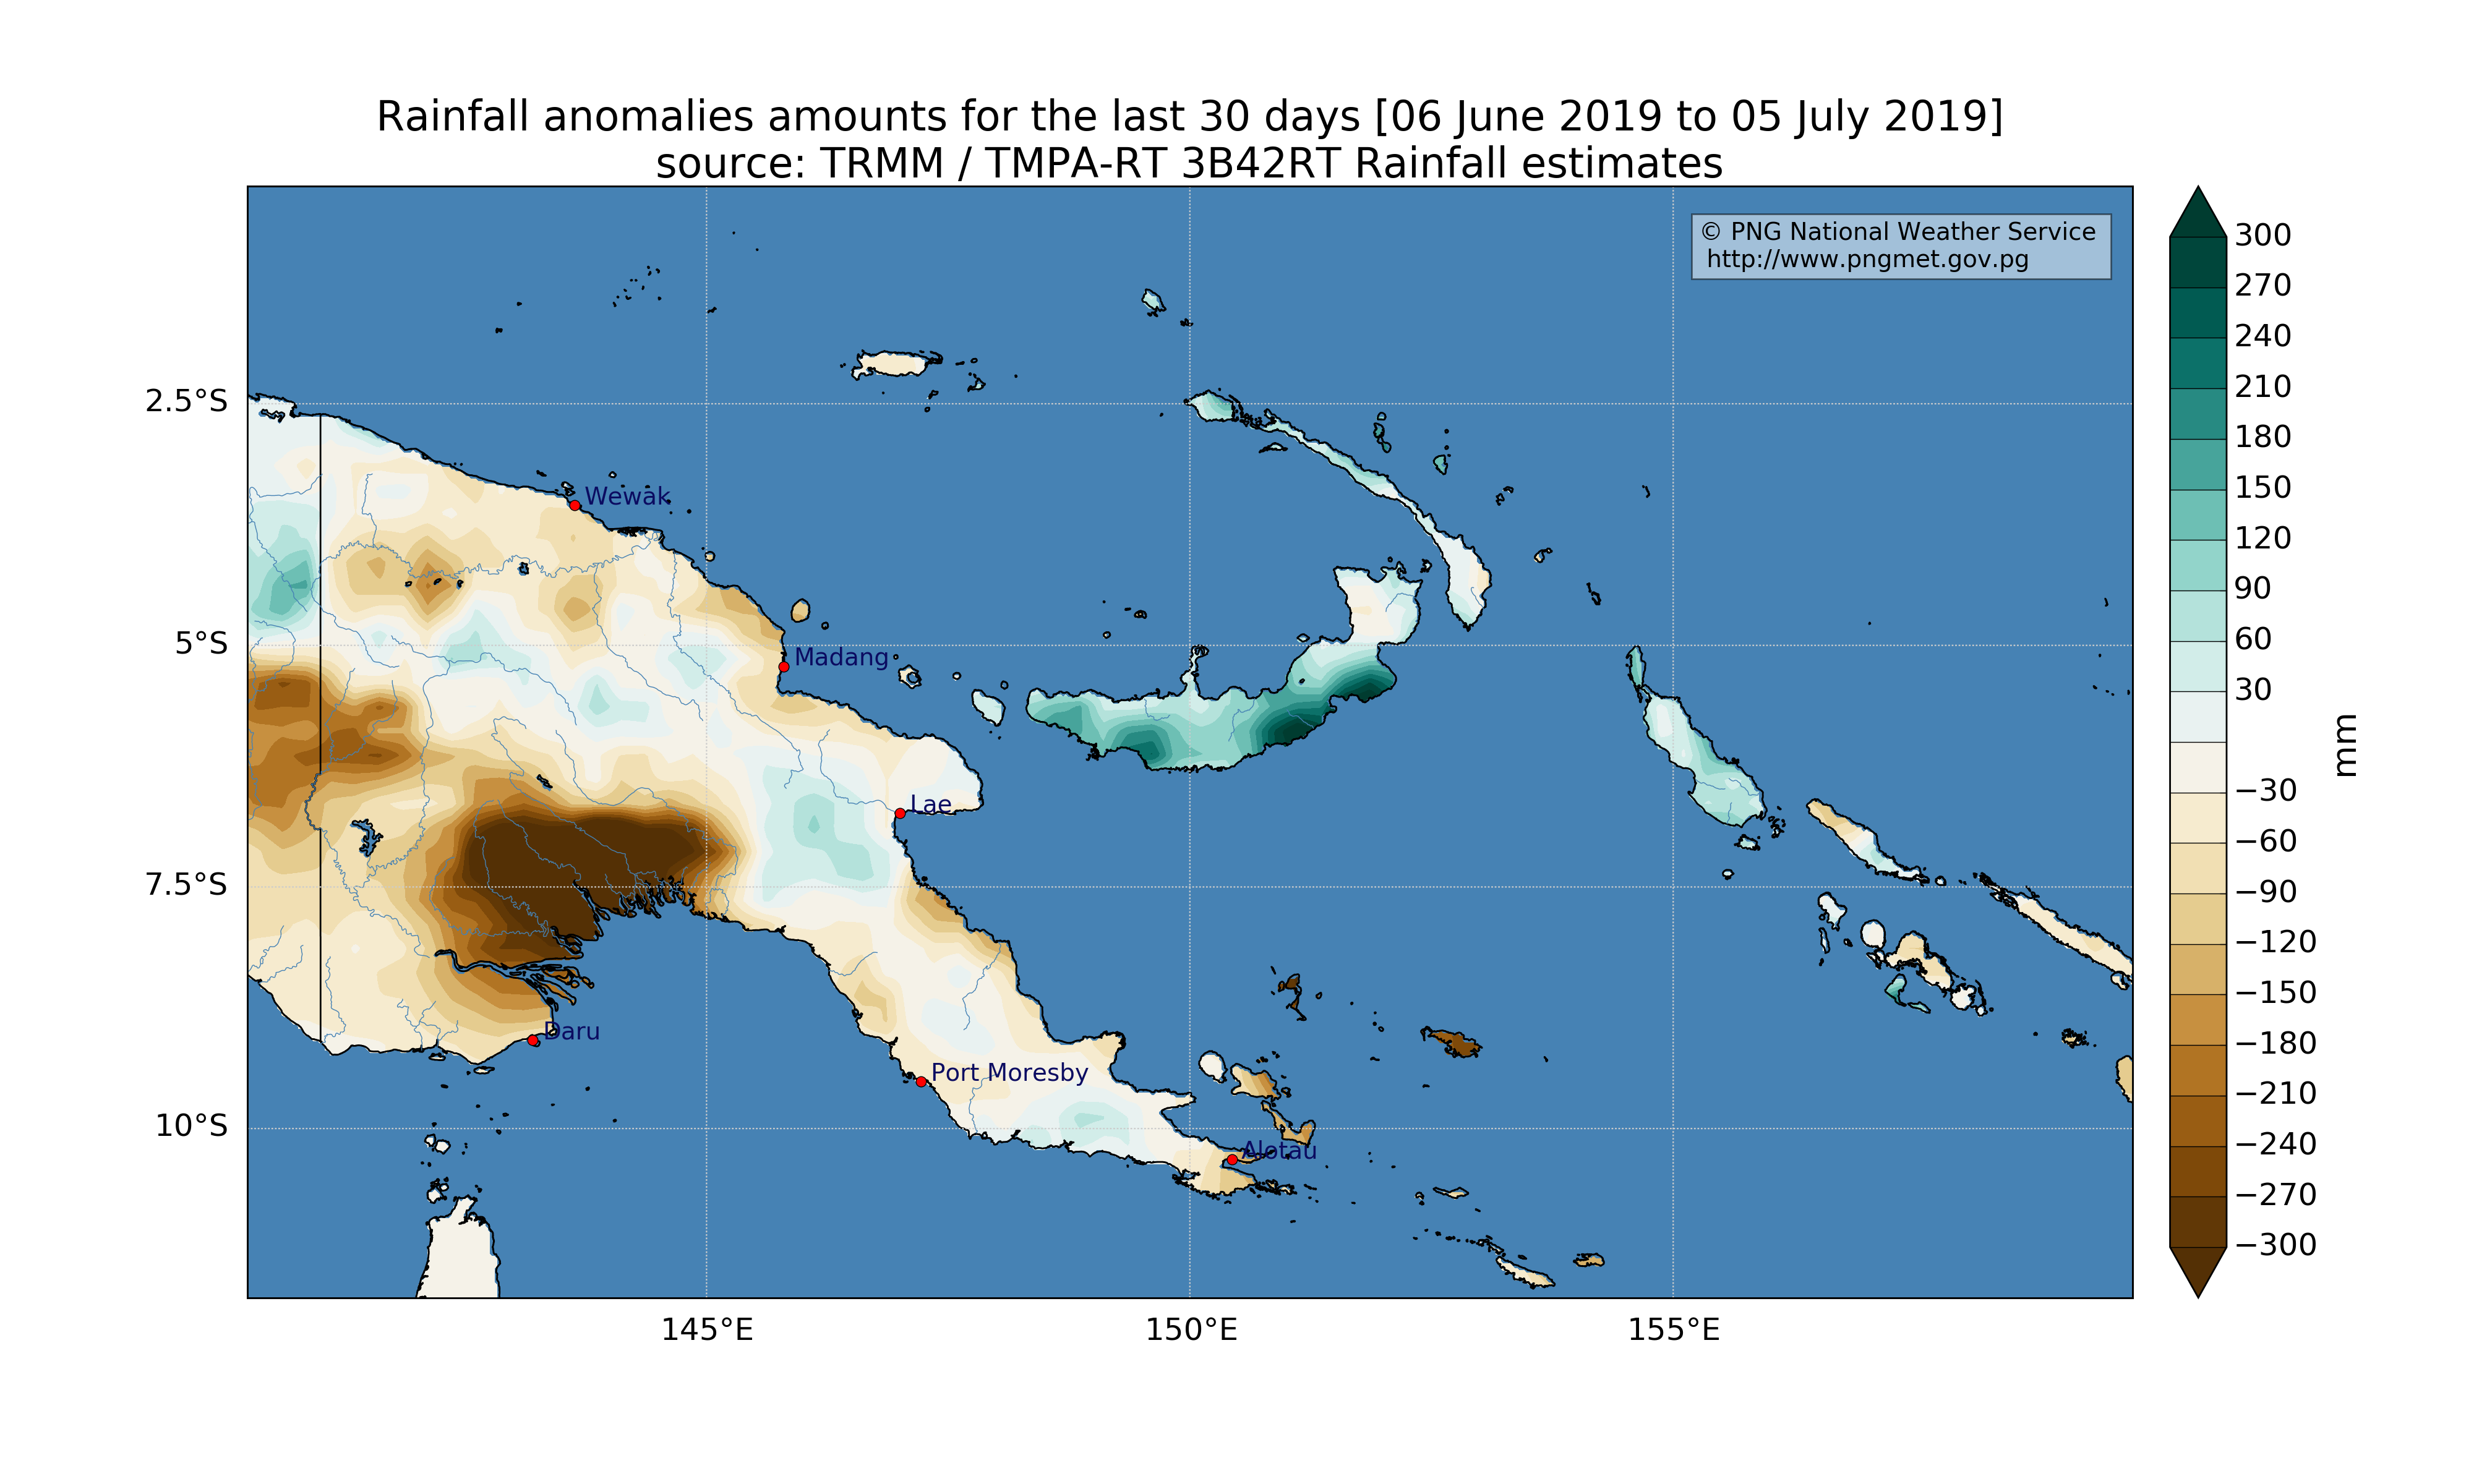 Rainfall anomalies amounts for the last 30 days [06 June 2019 to 05 July 2019]
source: TRMM / TMPA-RT 3B42RT Rainfall estimates
© PNG National Weather Service
http://www.pngmet.gov.pg
2.5°S
5°S
7.5°S
10°S
Wewak
Madang
Lae
Daru
Port Moresby
Alotau
145°E
150°E
155°E
300
270
240
210
180
150
120
90
60
30
−30
−60
−90
−120
−150
−180
−210
−240
−270
−300
mm